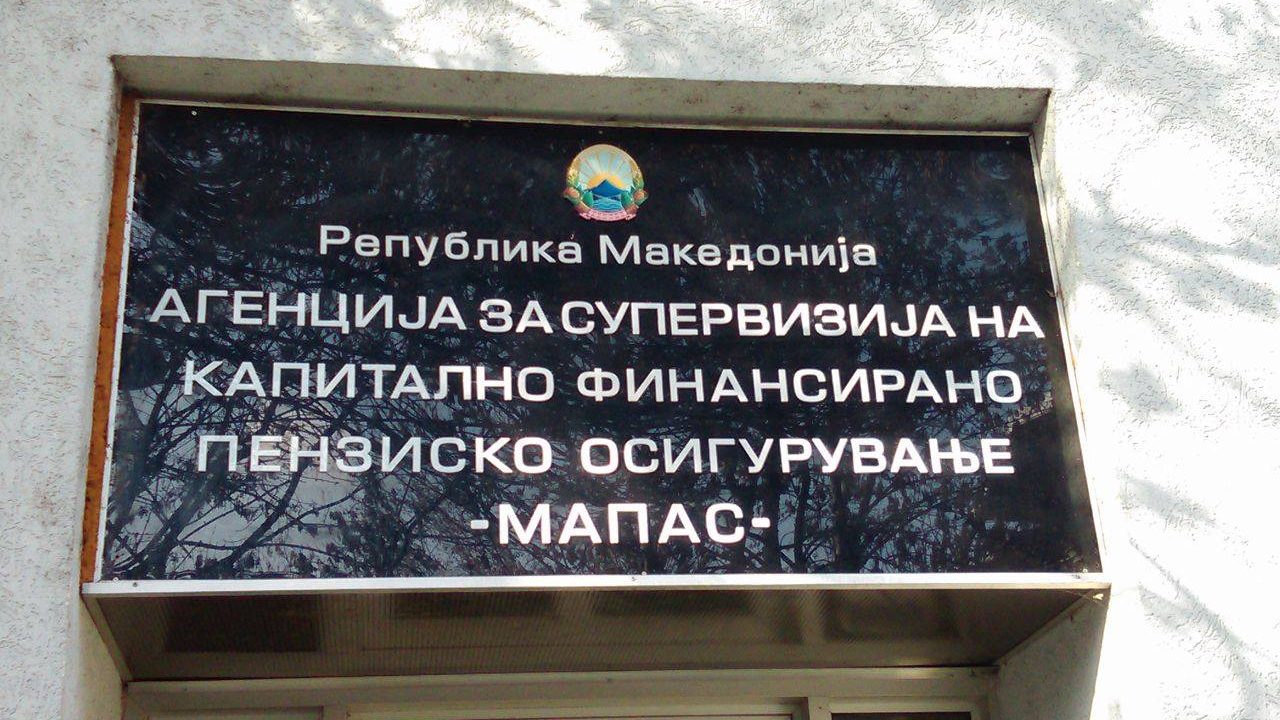 Република Македонија
АГЕНЦИЈА ЗА СУПЕРВИЗИЈА НА
КАПИТАЛНО ФИНАНСИРАНО
ПЕНЗИСКО ОСИГУРУВАЊЕ
-МАПАС-